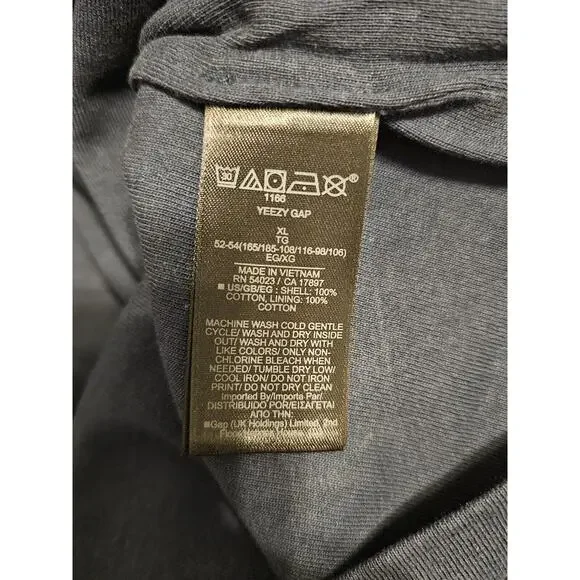 30
1166
YEEZY GAP
XL
TG
52-54(165/185-108/116-98/106)
EG/XG
MADE IN VIETNAM
RN 54023 / CA 17897
■ US/GB/EG : SHELL: 100%
COTTON, LINING: 100%
COTTON
MACHINE WASH COLD GENTLE
CYCLE/ WASH AND DRY INSIDE
OUT/ WASH AND DRY WITH
LIKE COLORS/ ONLY NON-
CHLORINE BLEACH WHEN
NEEDED/ TUMBLE DRY LOW/
COOL IRON/ DO NOT IRON
PRINT/ DO NOT DRY CLEAN
Imported By/Importe Par/
DISTRIBUIDO POR/ΕΙΣΑΓΕΤΑΙ
ΑΠΟ ΤΗΝ:
■Gap (UK Holdings) Limited, 2nd